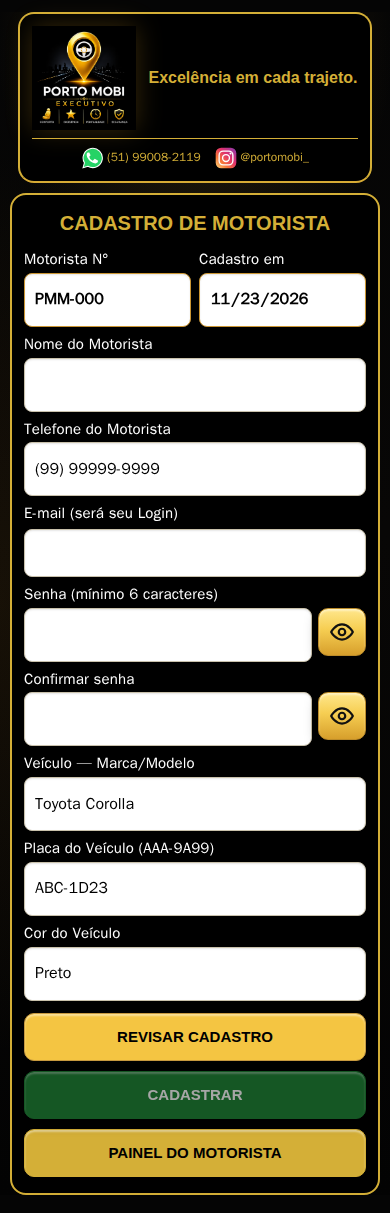 PORTO MOBI
EXECUTIVO
Excelência em cada trajeto.
(51) 99008-2119 @portomobi_
CADASTRO DE MOTORISTA
Motorista Nº Cadastro em
PMM-000 11/23/2026
Nome do Motorista
Telefone do Motorista
(99) 99999-9999
E-mail (será seu Login)
Senha (mínimo 6 caracteres)
Confirmar senha
Veículo — Marca/Modelo
Toyota Corolla
Placa do Veículo (AAA-9A99)
ABC-1D23
Cor do Veículo
Preto
REVISAR CADASTRO
CADASTRAR
PAINEL DO MOTORISTA